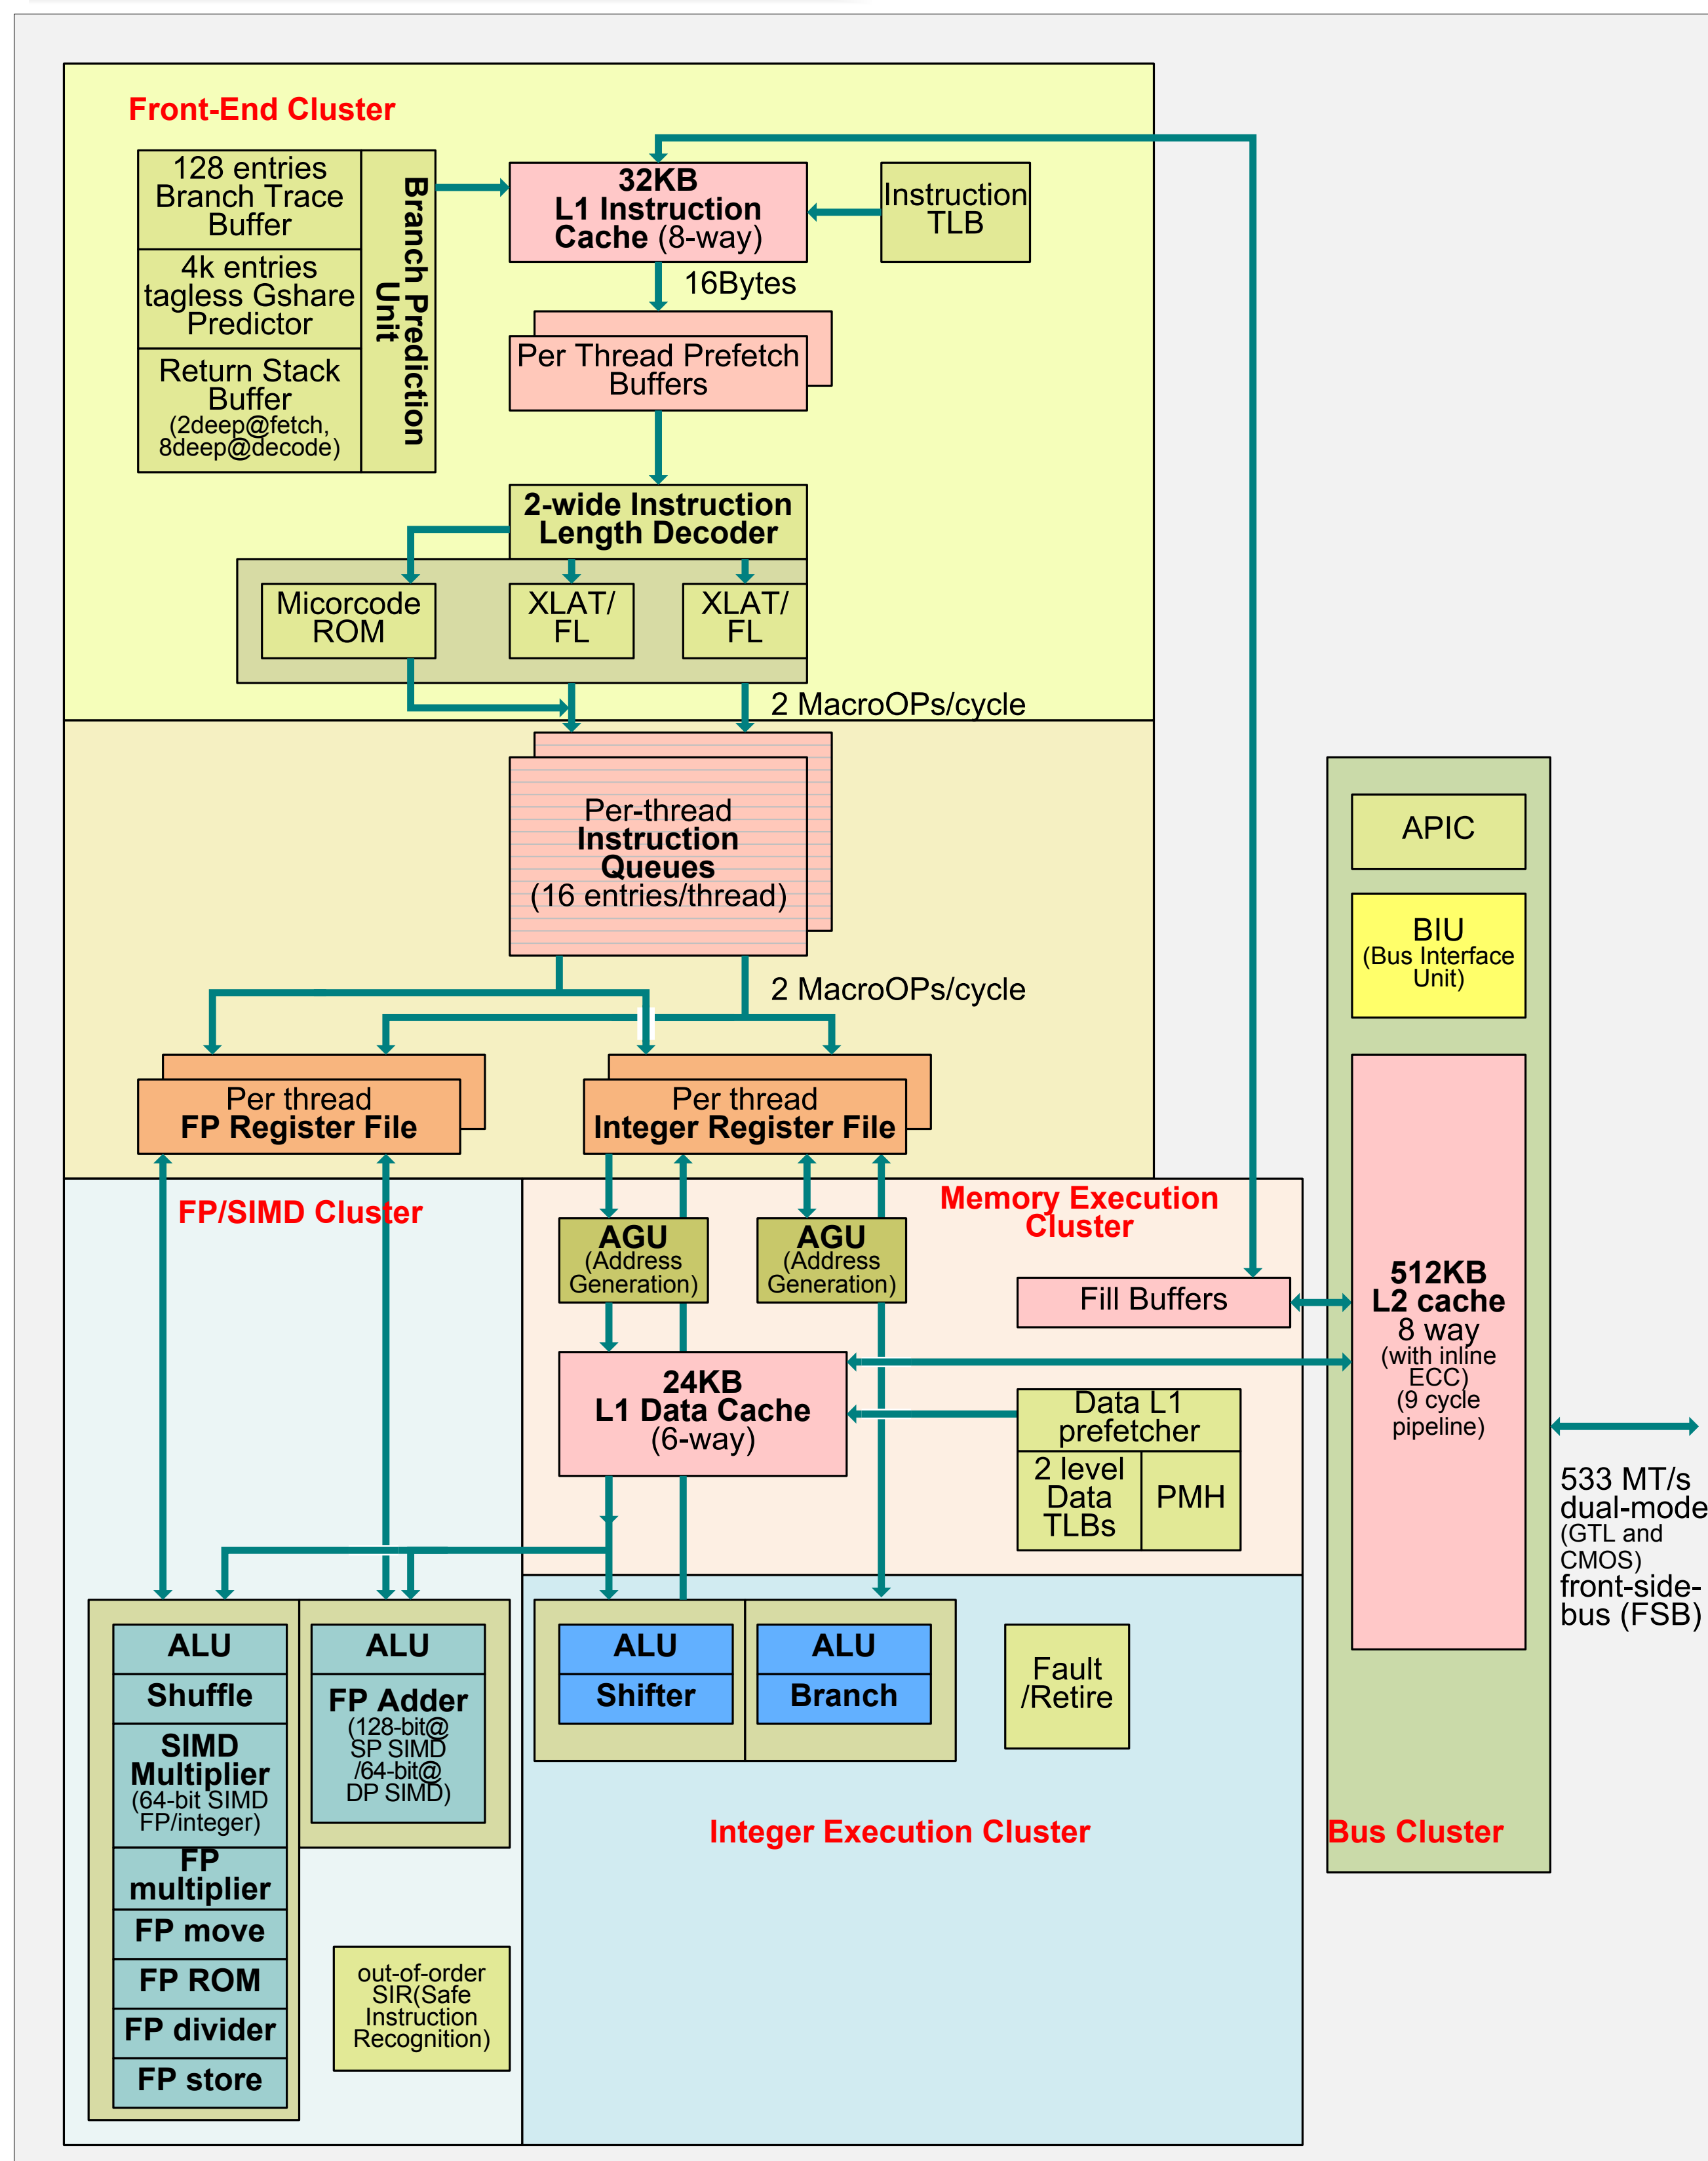 Front-End Cluster
128 entries
Branch Trace
Buffer
4k entries
tagless Gshare
Predictor
Return Stack
Buffer
(2deep@fetch,
8deep@decode)
Branch Prediction
Unit
32KB
L1 Instruction
Cache (8-way)
Instruction
TLB
16Bytes
Per Thread Prefetch
Buffers
2-wide Instruction
Length Decoder
Micorcode
ROM
XLAT/
FL
XLAT/
FL
2 MacroOPs/cycle
Per-thread
Instruction
Queues
(16 entries/thread)
2 MacroOPs/cycle
Per thread
FP Register File
Per thread
Integer Register File
FP/SIMD Cluster
Memory Execution
Cluster
AGU
(Address
Generation)
AGU
(Address
Generation)
Fill Buffers
24KB
L1 Data Cache
(6-way)
Data L1
prefetcher
2 level
Data
TLBs
PMH
APIC
BIU
(Bus Interface
Unit)
512KB
L2 cache
8 way
(with inline
ECC)
(9 cycle
pipeline)
533 MT/s
dual-mode
(GTL and
CMOS)
front-side-
bus (FSB)
Bus Cluster
ALU
Shuffle
SIMD
Multiplier
(64-bit SIMD
FP/integer)
FP
multiplier
FP move
FP ROM
FP divider
FP store
ALU
FP Adder
(128-bit@
SP SIMD
/64-bit@
DP SIMD)
out-of-order
SIR(Safe
Instruction
Recognition)
ALU
Shifter
ALU
Branch
Fault
/Retire
Integer Execution Cluster